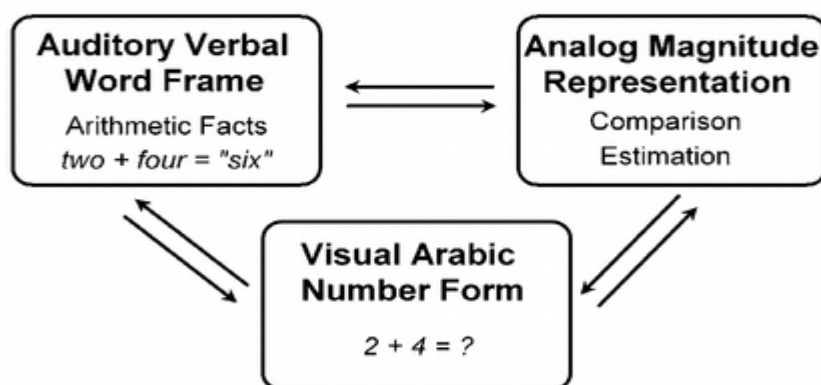 Auditory Verbal
Word Frame
Arithmetic Facts
two + four = "six"
Analog Magnitude
Representation
Comparison
Estimation
Visual Arabic
Number Form
2 + 4 = ?